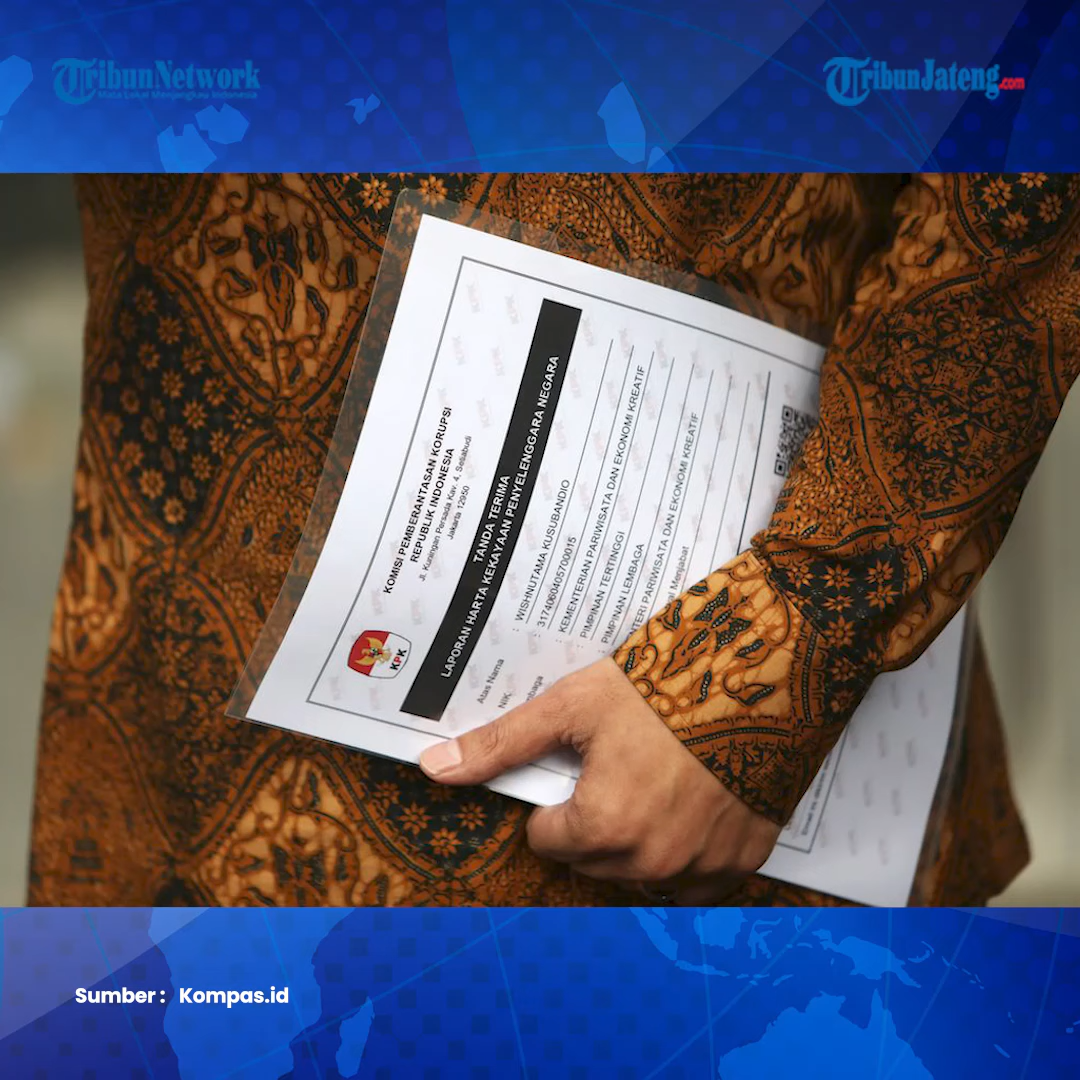 TribunNetwork
Mata Lokal Menjangkau Indonesia
TribunJateng.com
KOMISI PEMBERANTASAN KORUPSI
REPUBLIK INDONESIA
Jl. Kuningan Persada Kav. 4, Setiabudi
Jakarta 12950
KPK
TANDA TERIMA
LAPORAN HARTA KEKAYAAN PENYELENGGARA NEGARA
Atas Nama : WISHNUTAMA KUSUBANDIO
NIK : 3174060405700015
: KEMENTERIAN PARIWISATA DAN EKONOMI KREATIF
: PIMPINAN TERTINGGI
: PIMPINAN LEMBAGA
PARIWISATA DAN EKONOMI KREATIF
Menjabat
Sumber : Kompas.id